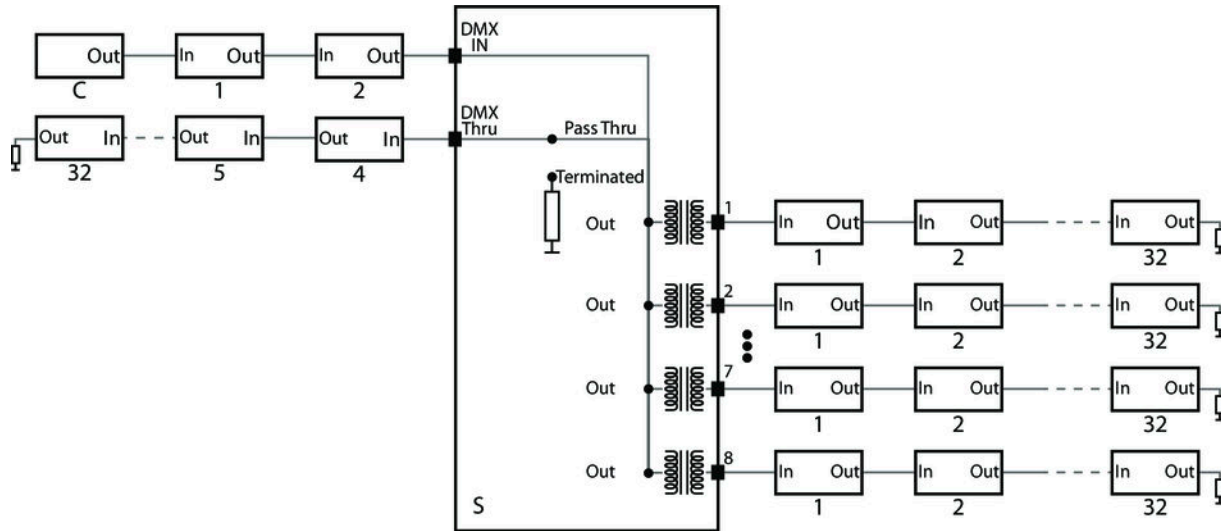 DMX
IN
Out In Out In Out
C 1 2
DMX
Thru Pass Thru
Out In Out In Out In
32 5 4
Terminated
Out 1 In Out In Out In Out
1 2 32
Out 2 In Out In Out In Out
1 2 32
Out 7 In Out In Out In Out
1 2 32
Out 8 In Out In Out In Out
1 2 32
S